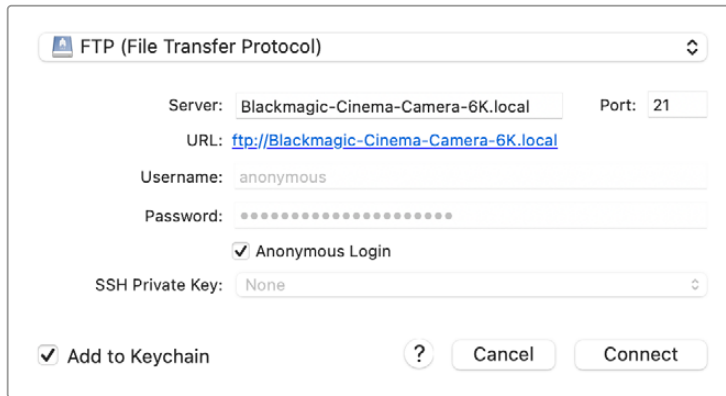 FTP (File Transfer Protocol)
Server: Blackmagic-Cinema-Camera-6K.local Port: 21
URL: ftp://Blackmagic-Cinema-Camera-6K.local
Username: anonymous
Password: •••••••••••••••••••••
Anonymous Login
SSH Private Key: None
Add to Keychain ? Cancel Connect